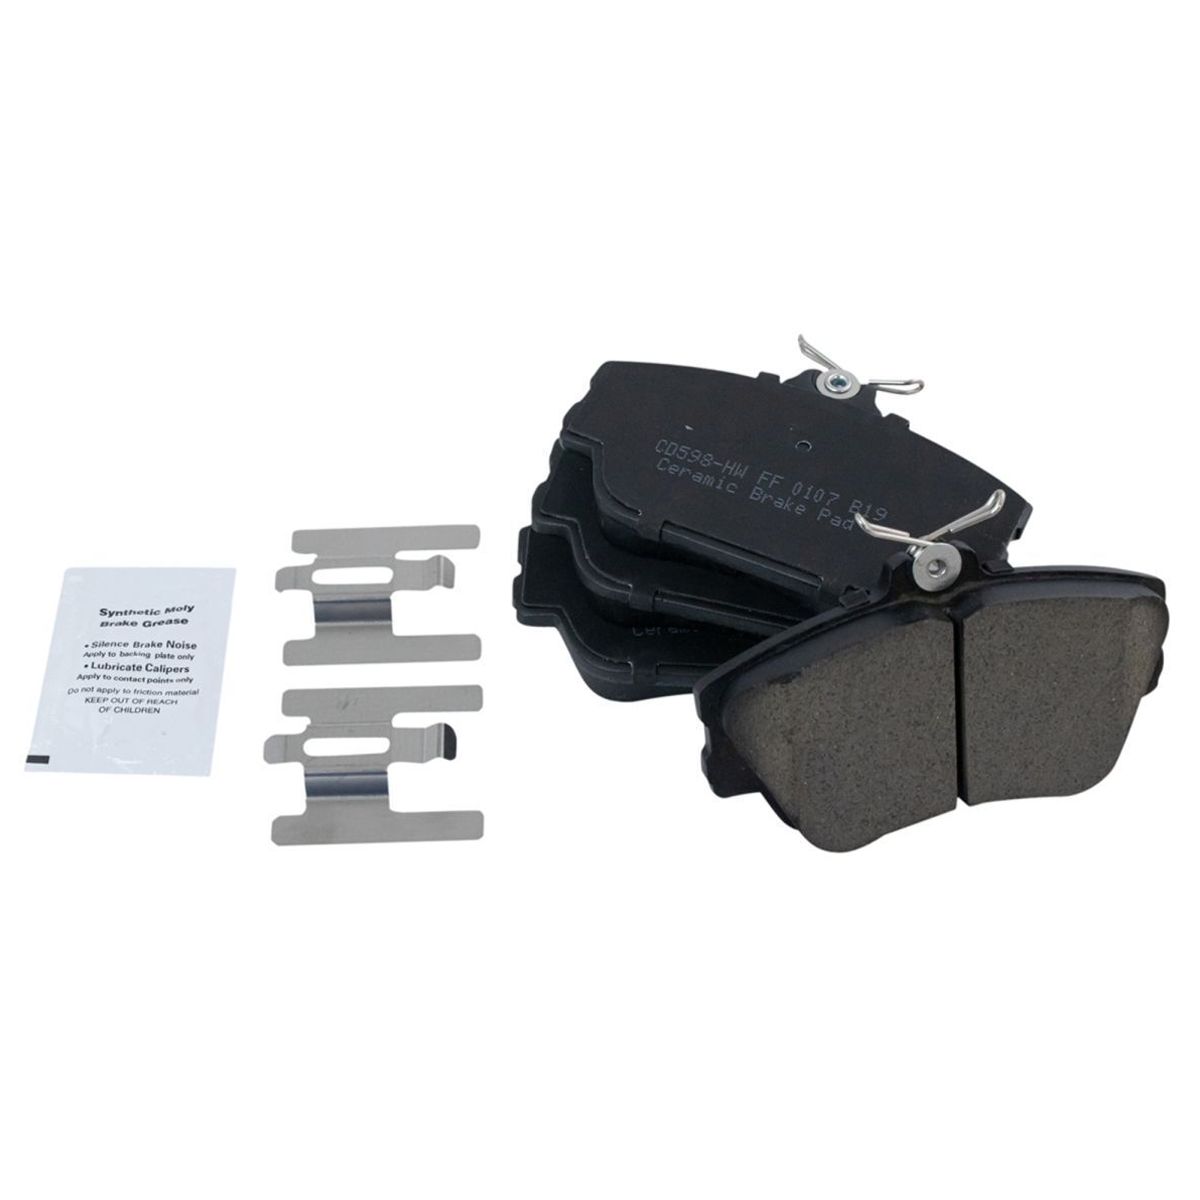 CD598-HW FF 0107 B19
Ceramic Brake Pad
Ceramic
Synthetic Moly
Brake Grease
• Silence Brake Noise
Apply to backing plate only
• Lubricate Calipers
Apply to contact points only
Do not apply to friction material
KEEP OUT OF REACH
OF CHILDREN